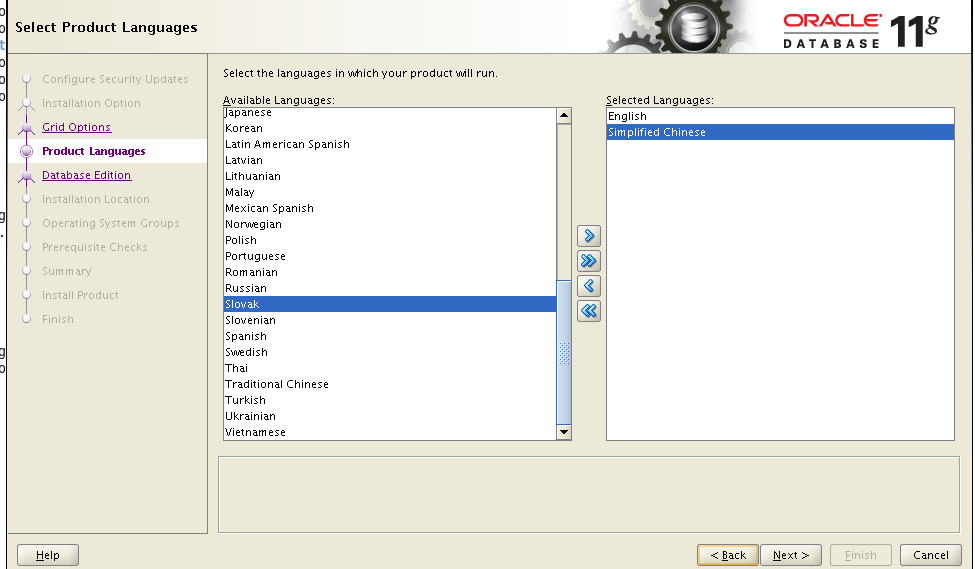 Select Product Languages
ORACLE
DATABASE 11g
Configure Security Updates
Installation Option
Grid Options
Product Languages
Database Edition
Installation Location
Operating System Groups
Prerequisite Checks
Summary
Install Product
Finish
Select the languages in which your product will run.
Available Languages:
Japanese
Korean
Latin American Spanish
Latvian
Lithuanian
Malay
Mexican Spanish
Norwegian
Polish
Portuguese
Romanian
Russian
Slovak
Slovenian
Spanish
Swedish
Thai
Traditional Chinese
Turkish
Ukrainian
Vietnamese
Selected Languages:
English
Simplified Chinese
Help
< Back
Next >
Finish
Cancel